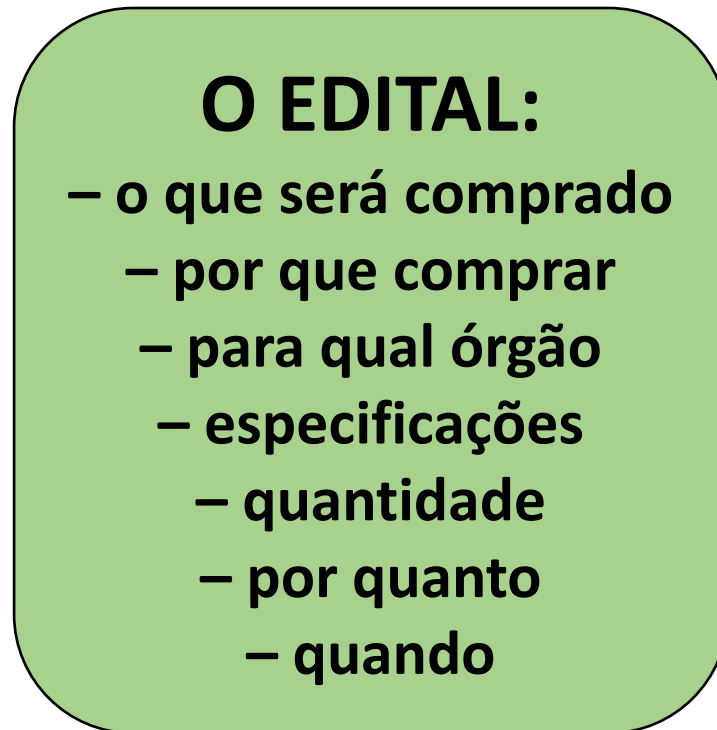 O EDITAL:
– o que será comprado
– por que comprar
– para qual órgão
– especificações
– quantidade
– por quanto
– quando